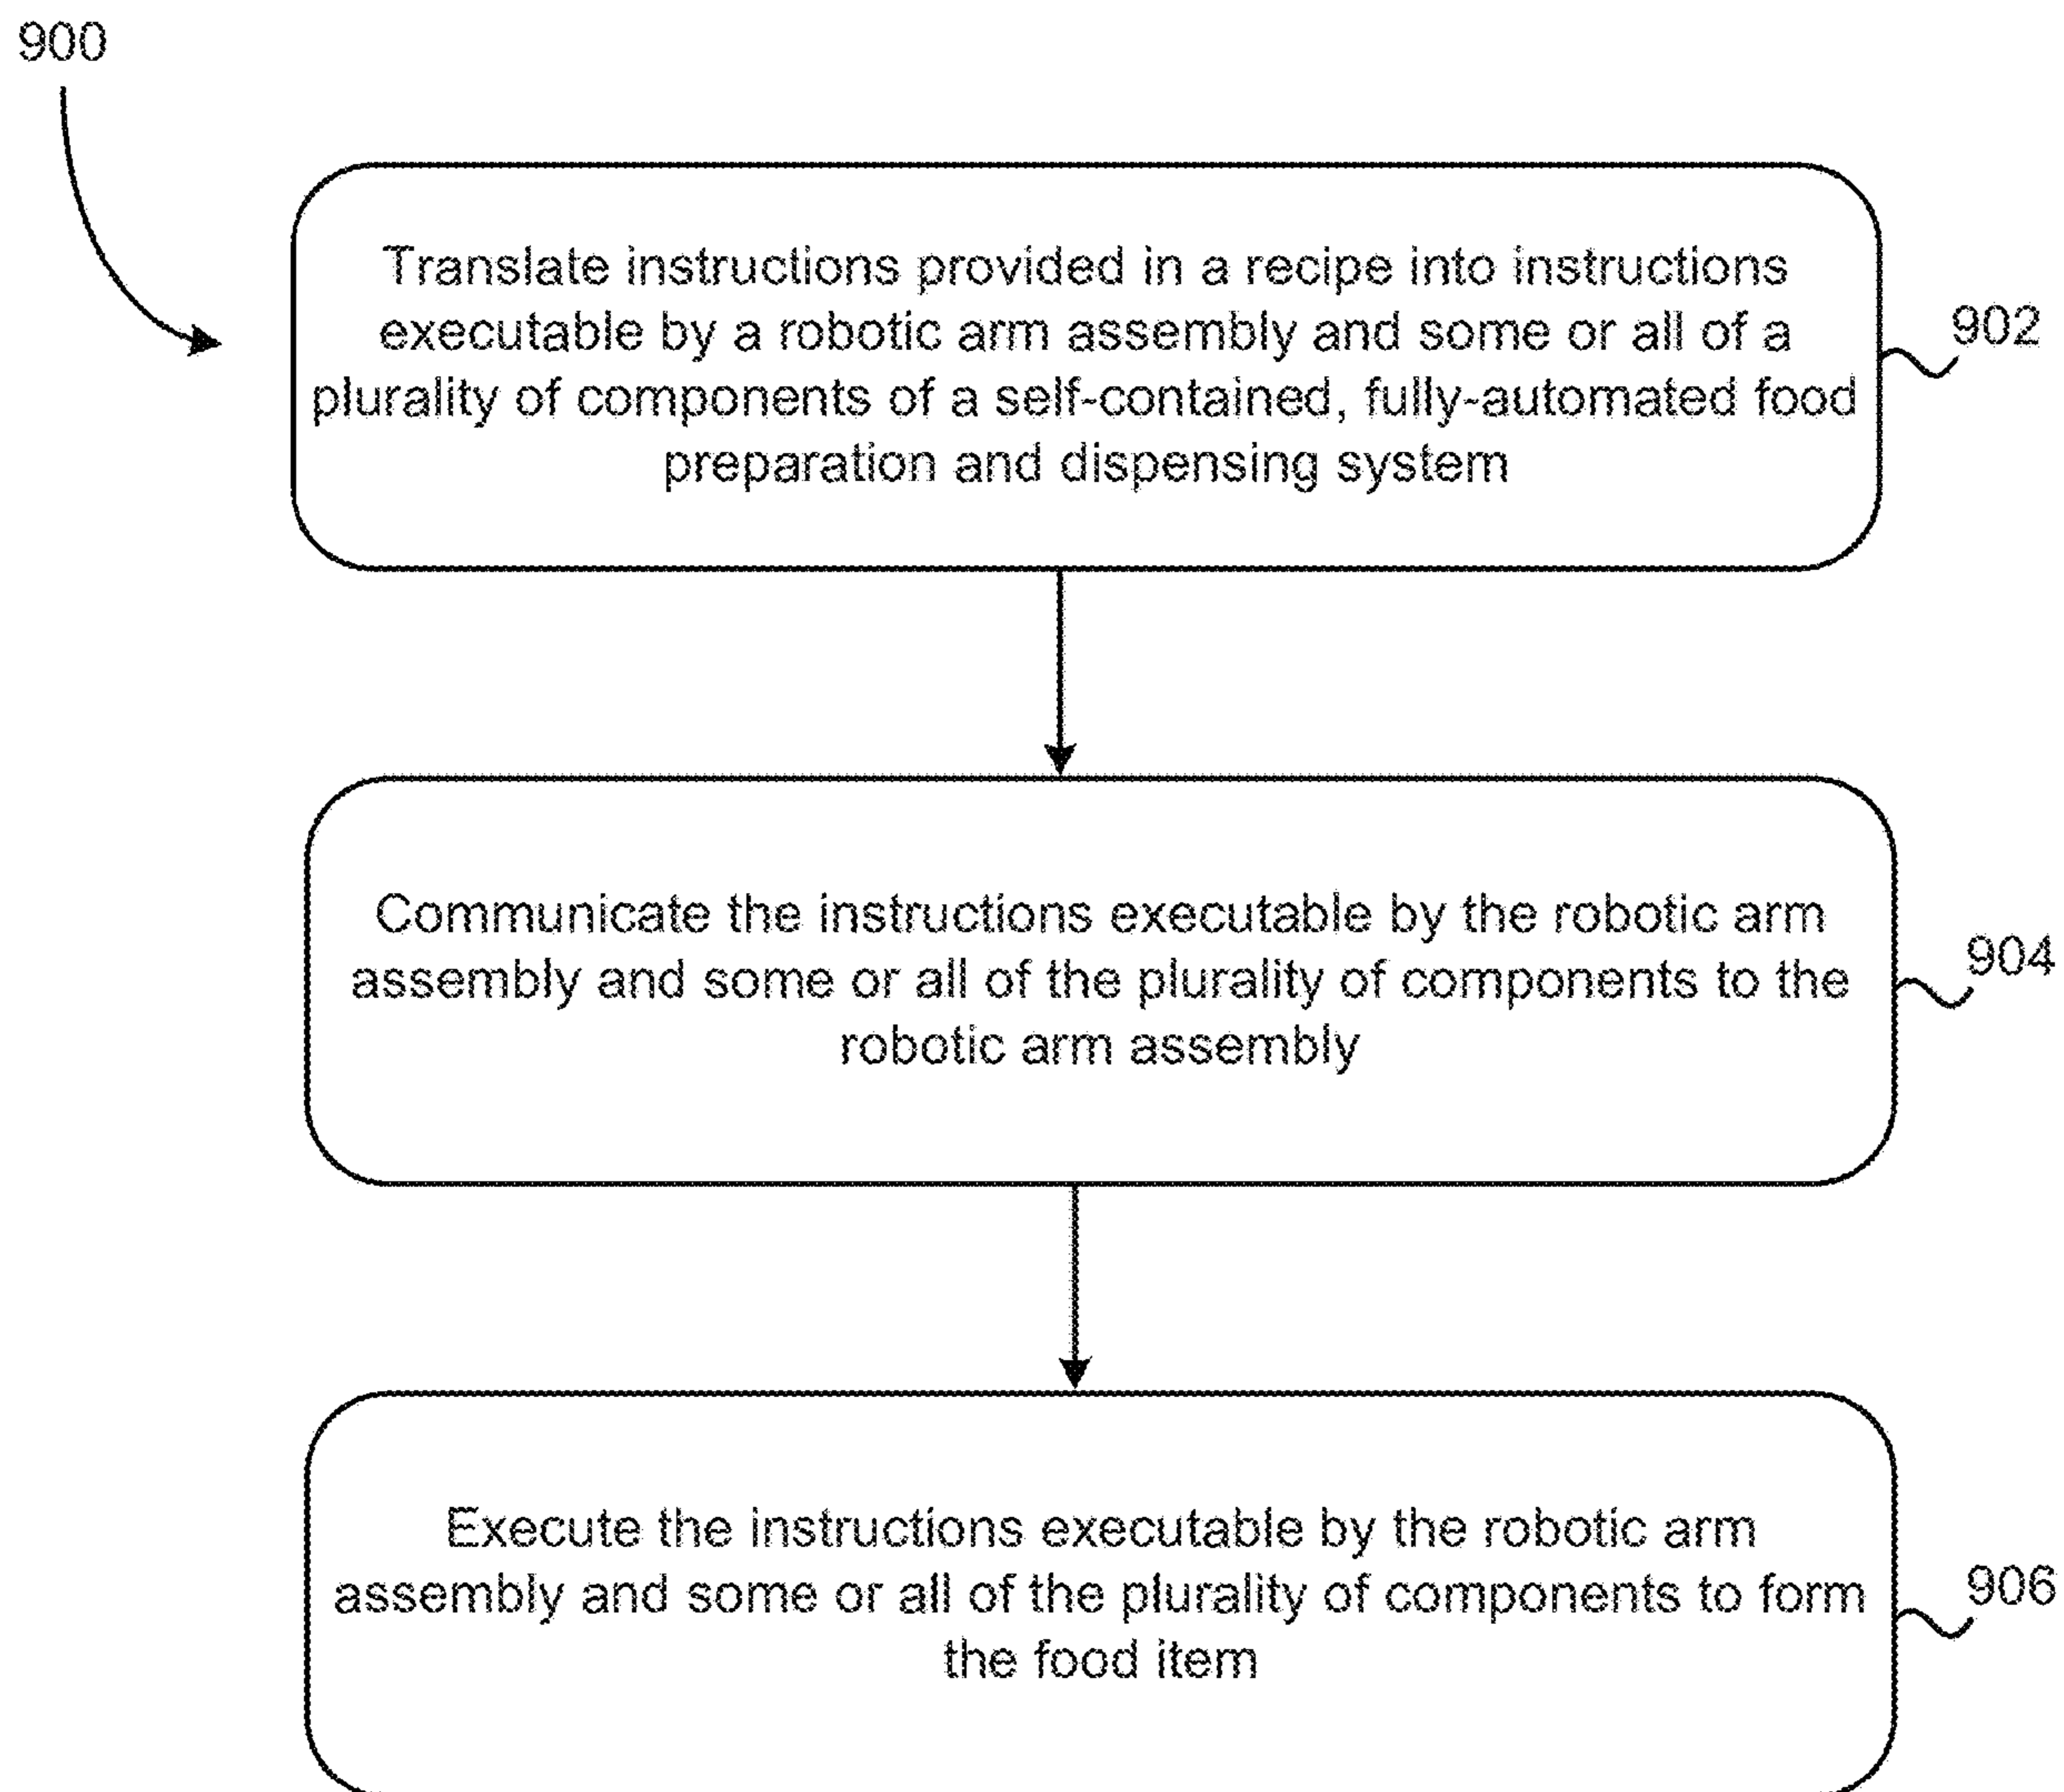 900
Translate instructions provided in a recipe into instructions
executable by a robotic arm assembly and some or all of a
plurality of components of a self-contained, fully-automated food
preparation and dispensing system
902
Communicate the instructions executable by the robotic arm
assembly and some or all of the plurality of components to the
robotic arm assembly
904
Execute the instructions executable by the robotic arm
assembly and some or all of the plurality of components to form
the food item
906